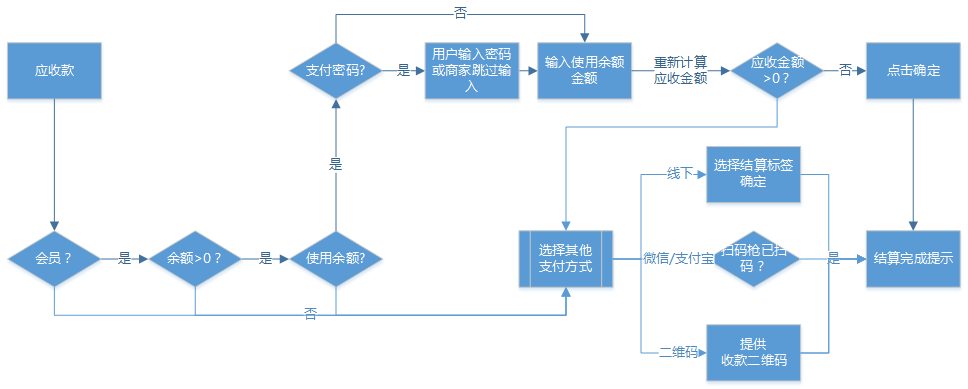 否
应收款
支付密码?
是
用户输入密码
或商家跳过输
入
输入使用余额
金额
重新计算
应收金额
应收金额
>0？
否
点击确定
是
线下
选择结算标签
确定
会员？
是
余额>0？
是
使用余额?
选择其他
支付方式
微信/支付宝
扫码枪已扫
码？
是
结算完成提示
否
二维码
提供
收款二维码